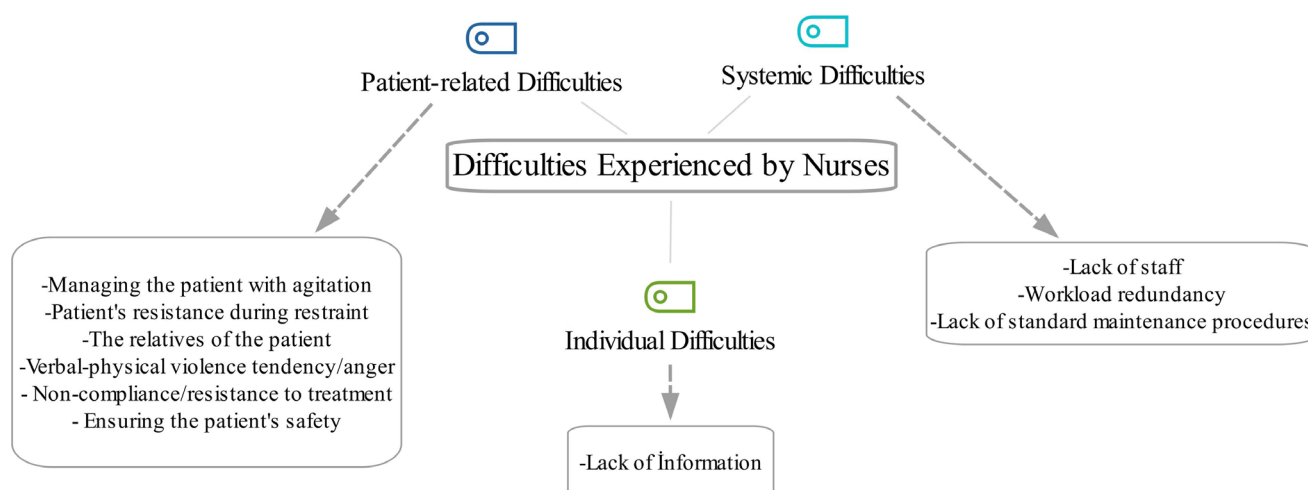 Patient-related Difficulties
Systemic Difficulties
Difficulties Experienced by Nurses
-Managing the patient with agitation
-Patient's resistance during restraint
-The relatives of the patient
-Verbal-physical violence tendency/anger
- Non-compliance/resistance to treatment
- Ensuring the patient's safety
-Lack of staff
-Workload redundancy
-Lack of standard maintenance procedures
Individual Difficulties
-Lack of İnformation